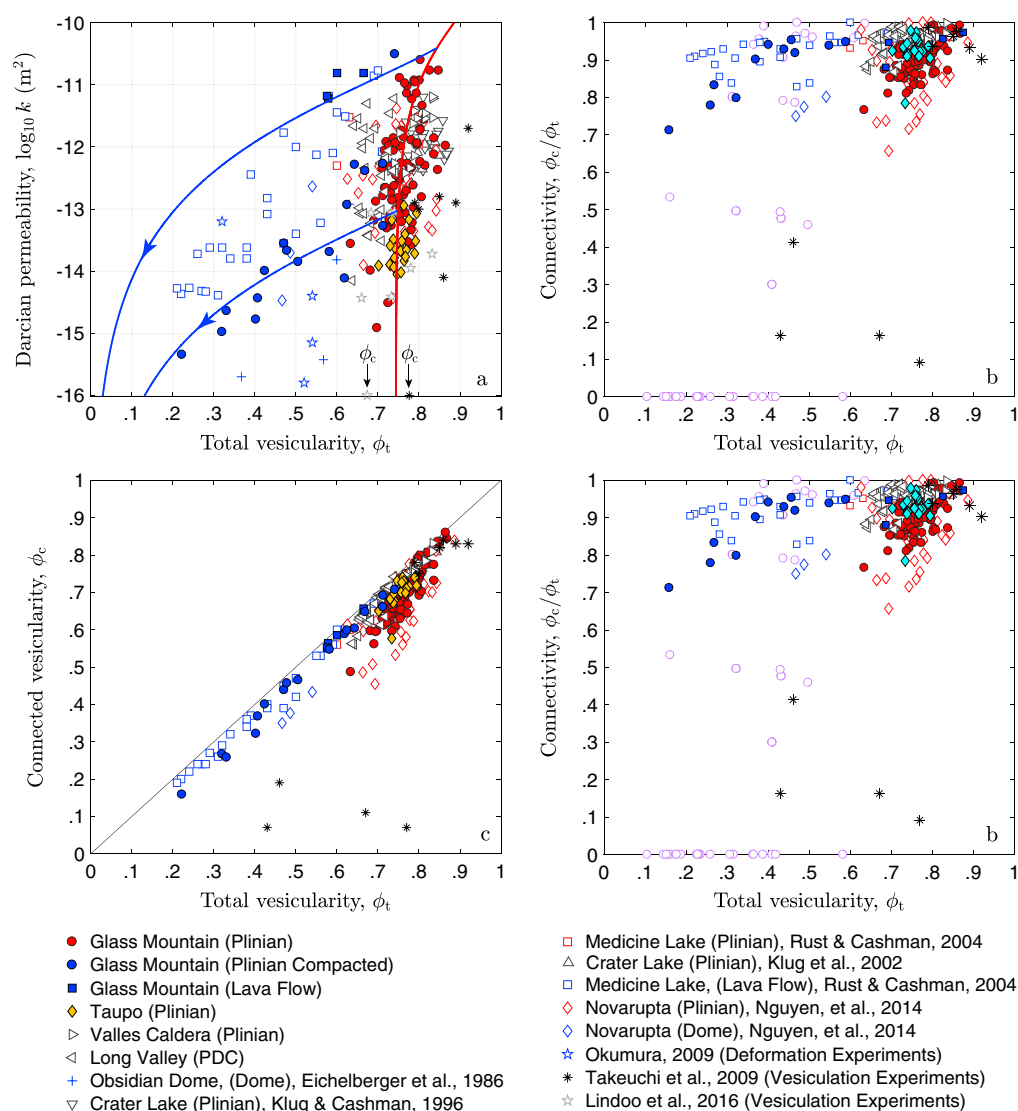 -10
-11
-12
-13
-14
-15
-16
Darcian permeability, log10 k (m2)
ϕc
ϕc
a
0 .1 .2 .3 .4 .5 .6 .7 .8 .9 1
Total vesicularity, ϕt
1
.9
.8
.7
.6
.5
.4
.3
.2
.1
0
Connectivity, ϕc/ϕt
b
0 .1 .2 .3 .4 .5 .6 .7 .8 .9 1
Total vesicularity, ϕt
1
.9
.8
.7
.6
.5
.4
.3
.2
.1
0
Connected vesicularity, ϕc
c
0 .1 .2 .3 .4 .5 .6 .7 .8 .9 1
Total vesicularity, ϕt
1
.9
.8
.7
.6
.5
.4
.3
.2
.1
0
Connectivity, ϕc/ϕt
b
0 .1 .2 .3 .4 .5 .6 .7 .8 .9 1
Total vesicularity, ϕt
Glass Mountain (Plinian)
Glass Mountain (Plinian Compacted)
Glass Mountain (Lava Flow)
Taupo (Plinian)
Valles Caldera (Plinian)
Long Valley (PDC)
Obsidian Dome, (Dome), Eichelberger et al., 1986
Crater Lake (Plinian), Klug & Cashman, 1996
Medicine Lake (Plinian), Rust & Cashman, 2004
Crater Lake (Plinian), Klug et al., 2002
Medicine Lake, (Lava Flow), Rust & Cashman, 2004
Novarupta (Plinian), Nguyen, et al., 2014
Novarupta (Dome), Nguyen, et al., 2014
Okumura, 2009 (Deformation Experiments)
Takeuchi et al., 2009 (Vesiculation Experiments)
Lindoo et al., 2016 (Vesiculation Experiments)